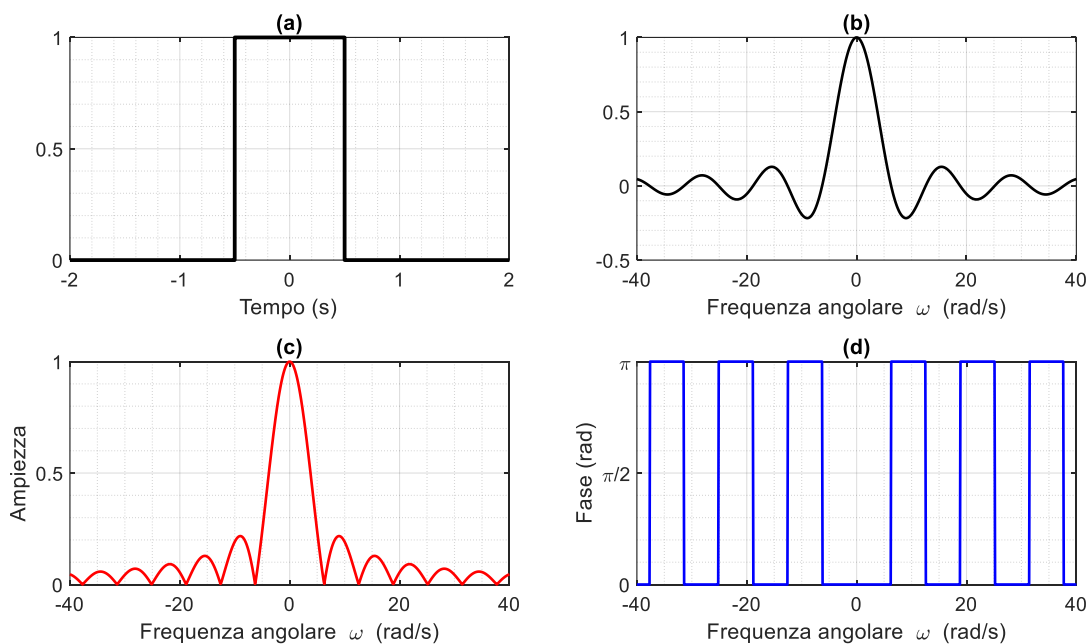 (a)
1
0.5
0
-2 -1 0 1 2
Tempo (s)
(b)
1
0.5
0
-0.5
-40 -20 0 20 40
Frequenza angolare ω (rad/s)
(c)
Ampiezza
1
0.5
0
-40 -20 0 20 40
Frequenza angolare ω (rad/s)
(d)
Fase (rad)
π
π/2
0
-40 -20 0 20 40
Frequenza angolare ω (rad/s)